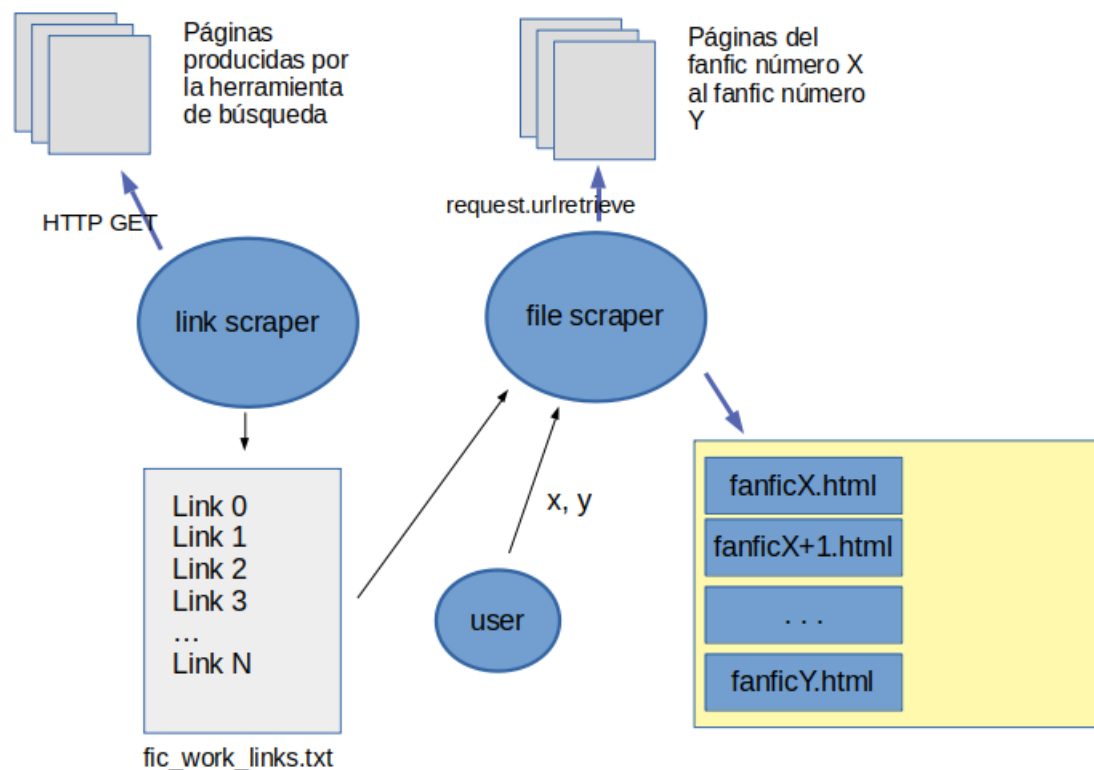 Páginas
producidas por
la herramienta
de búsqueda
Páginas del
fanfic número X
al fanfic número
Y
HTTP GET
request.urlretrieve
link scraper
file scraper
Link 0
Link 1
Link 2
Link 3
…
Link N
fic_work_links.txt
x, y
user
fanficX.html
fanficX+1.html
. . .
fanficY.html